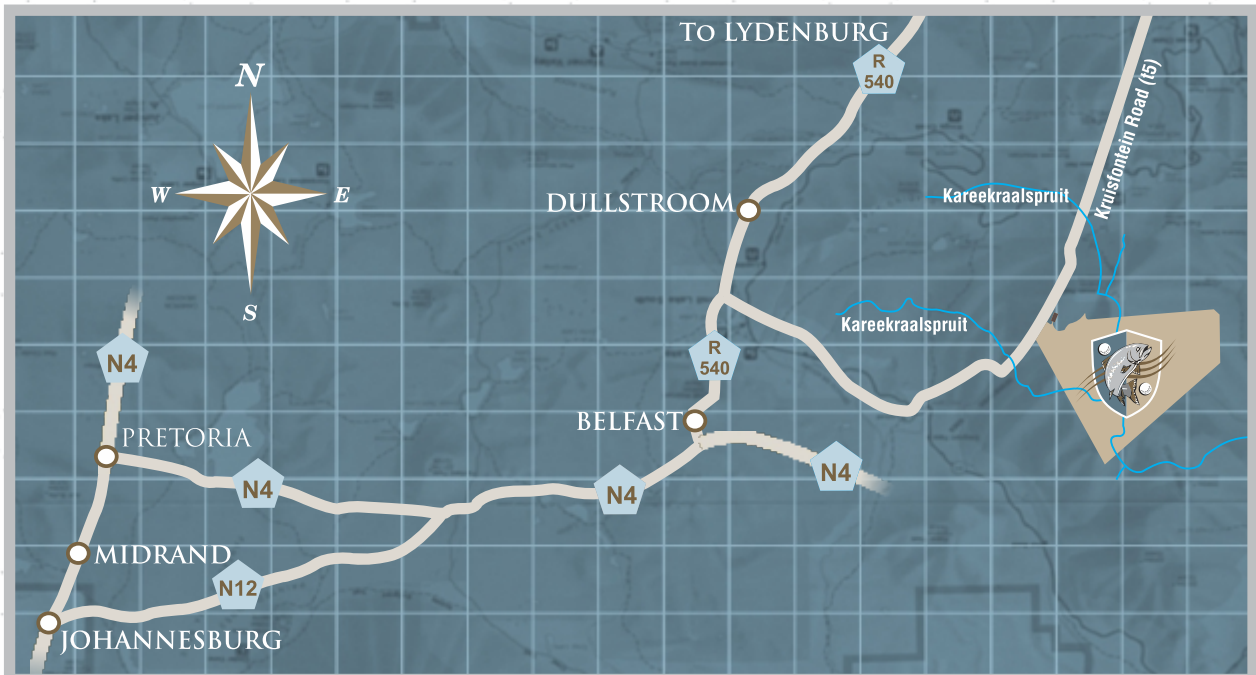 To LYDENBURG
R
540
N
W
E
S
Kruisfontein Road (t5)
Kareekraalspruit
DULLSTROOM
Kareekraalspruit
R
540
N4
BELFAST
PRETORIA
N4
N4
N4
MIDRAND
N12
JOHANNESBURG